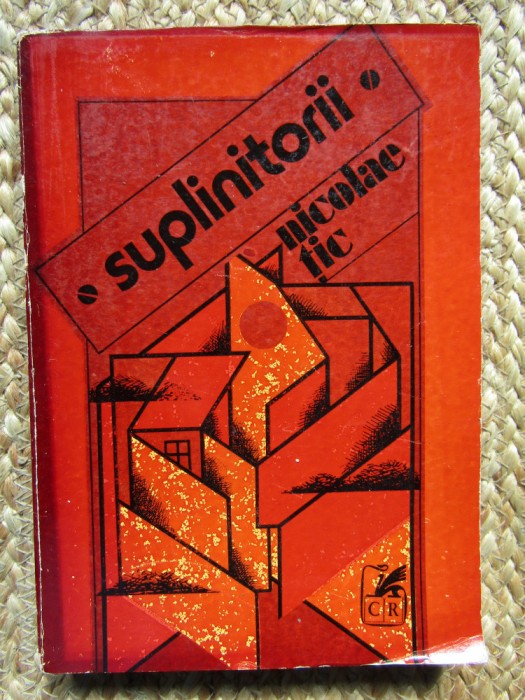 suplinitorii
nicolae
țic
CR